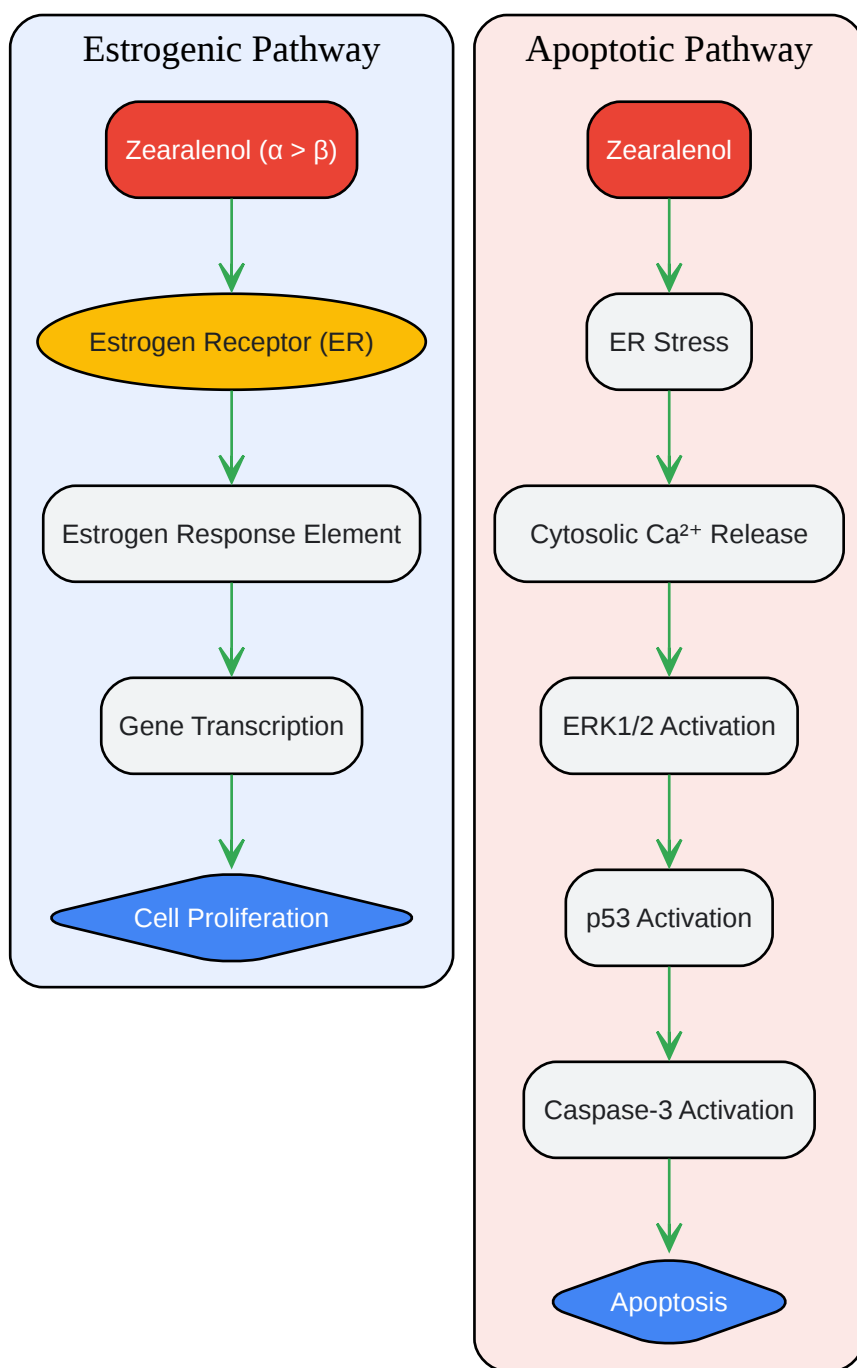 Estrogenic Pathway
Zearalenol (α > β)
Estrogen Receptor (ER)
Estrogen Response Element
Gene Transcription
Cell Proliferation
Apoptotic Pathway
Zearalenol
ER Stress
Cytosolic Ca²⁺ Release
ERK1/2 Activation
p53 Activation
Caspase-3 Activation
Apoptosis